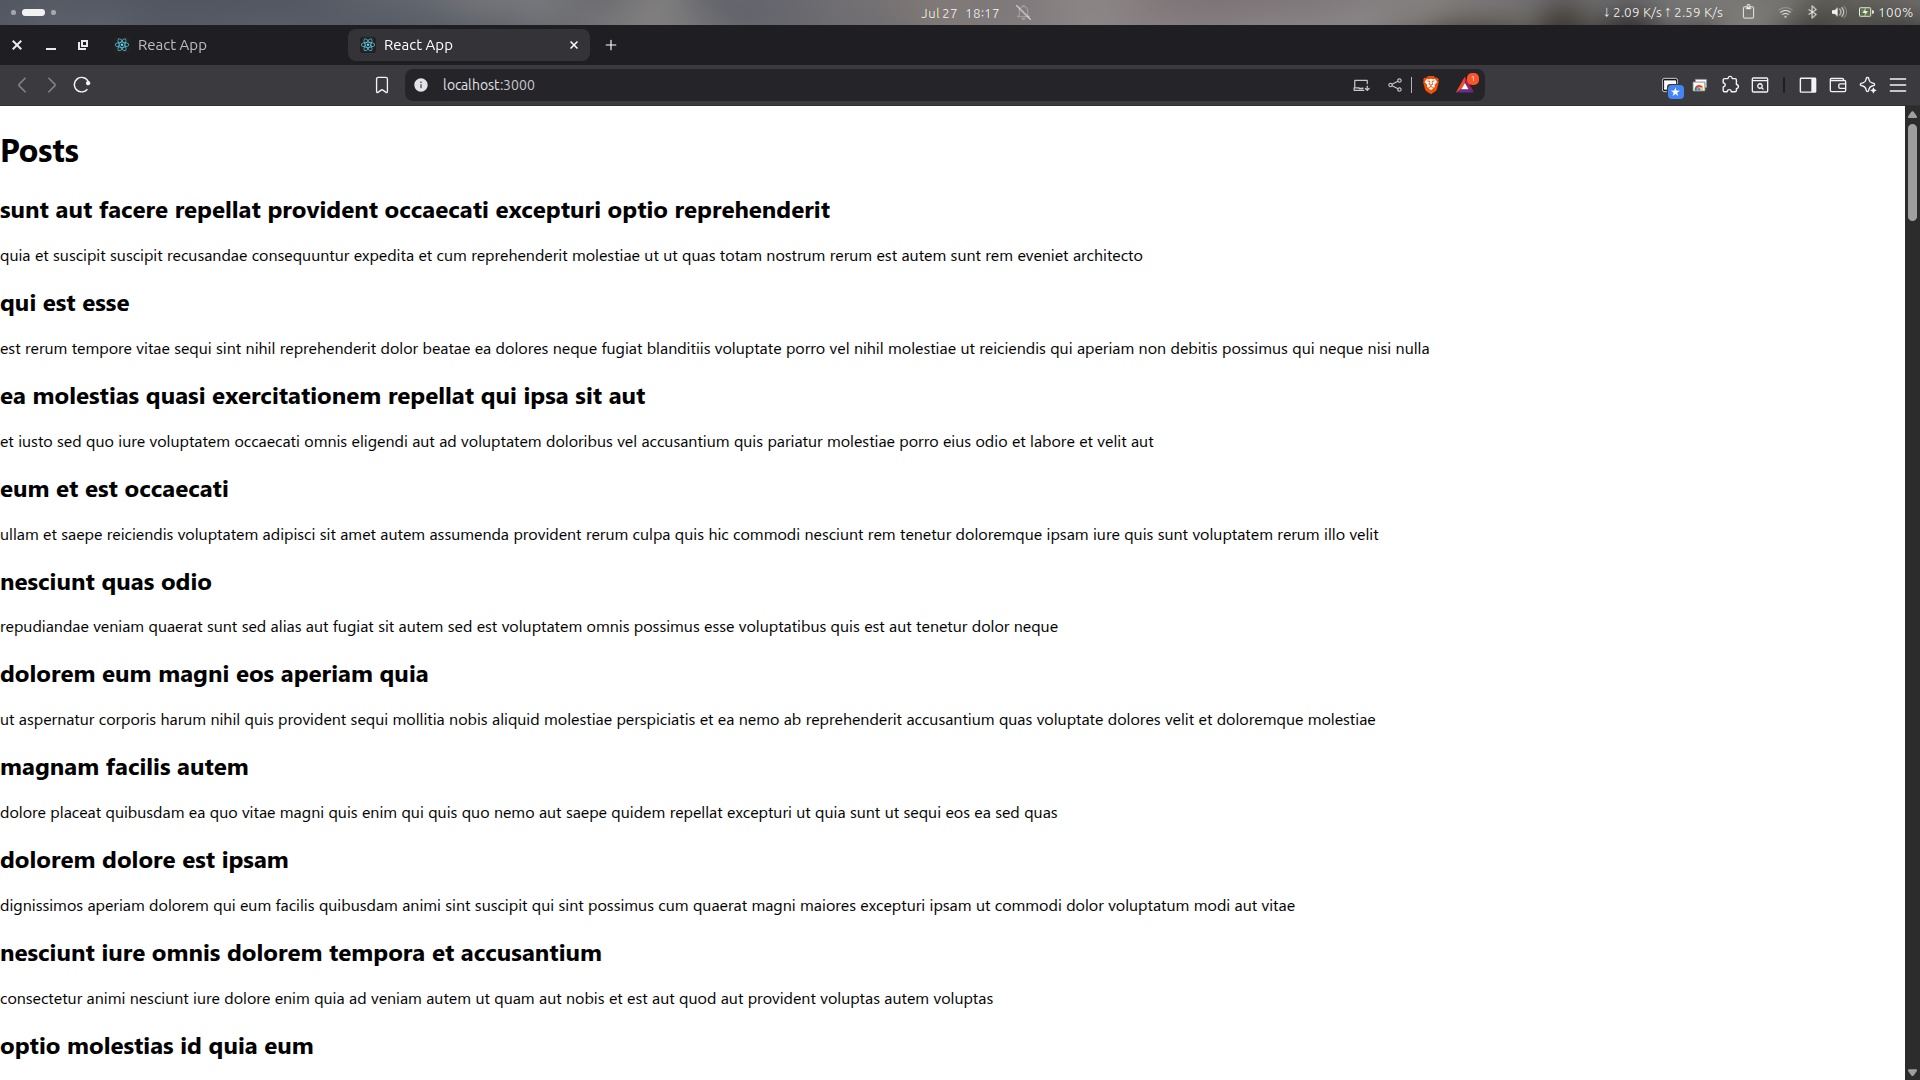 Jul 27 18:17
↓ 2.09 K/s ↑ 2.59 K/s
100%
React App
React App
localhost:3000
1
Posts
sunt aut facere repellat provident occaecati excepturi optio reprehenderit
quia et suscipit suscipit recusandae consequuntur expedita et cum reprehenderit molestiae ut ut quas totam nostrum rerum est autem sunt rem eveniet architecto
qui est esse
est rerum tempore vitae sequi sint nihil reprehenderit dolor beatae ea dolores neque fugiat blanditiis voluptate porro vel nihil molestiae ut reiciendis qui aperiam non debitis possimus qui neque nisi nulla
ea molestias quasi exercitationem repellat qui ipsa sit aut
et iusto sed quo iure voluptatem occaecati omnis eligendi aut ad voluptatem doloribus vel accusantium quis pariatur molestiae porro eius odio et labore et velit aut
eum et est occaecati
ullam et saepe reiciendis voluptatem adipisci sit amet autem assumenda provident rerum culpa quis hic commodi nesciunt rem tenetur doloremque ipsam iure quis sunt voluptatem rerum illo velit
nesciunt quas odio
repudiandae veniam quaerat sunt sed alias aut fugiat sit autem sed est voluptatem omnis possimus esse voluptatibus quis est aut tenetur dolor neque
dolorem eum magni eos aperiam quia
ut aspernatur corporis harum nihil quis provident sequi mollitia nobis aliquid molestiae perspiciatis et ea nemo ab reprehenderit accusantium quas voluptate dolores velit et doloremque molestiae
magnam facilis autem
dolore placeat quibusdam ea quo vitae magni quis enim qui quis quo nemo aut saepe quidem repellat excepturi ut quia sunt ut sequi eos ea sed quas
dolorem dolore est ipsam
dignissimos aperiam dolorem qui eum facilis quibusdam animi sint suscipit qui sint possimus cum quaerat magni maiores excepturi ipsam ut commodi dolor voluptatum modi aut vitae
nesciunt iure omnis dolorem tempora et accusantium
consectetur animi nesciunt iure dolore enim quia ad veniam autem ut quam aut nobis et est aut quod aut provident voluptas autem voluptas
optio molestias id quia eum